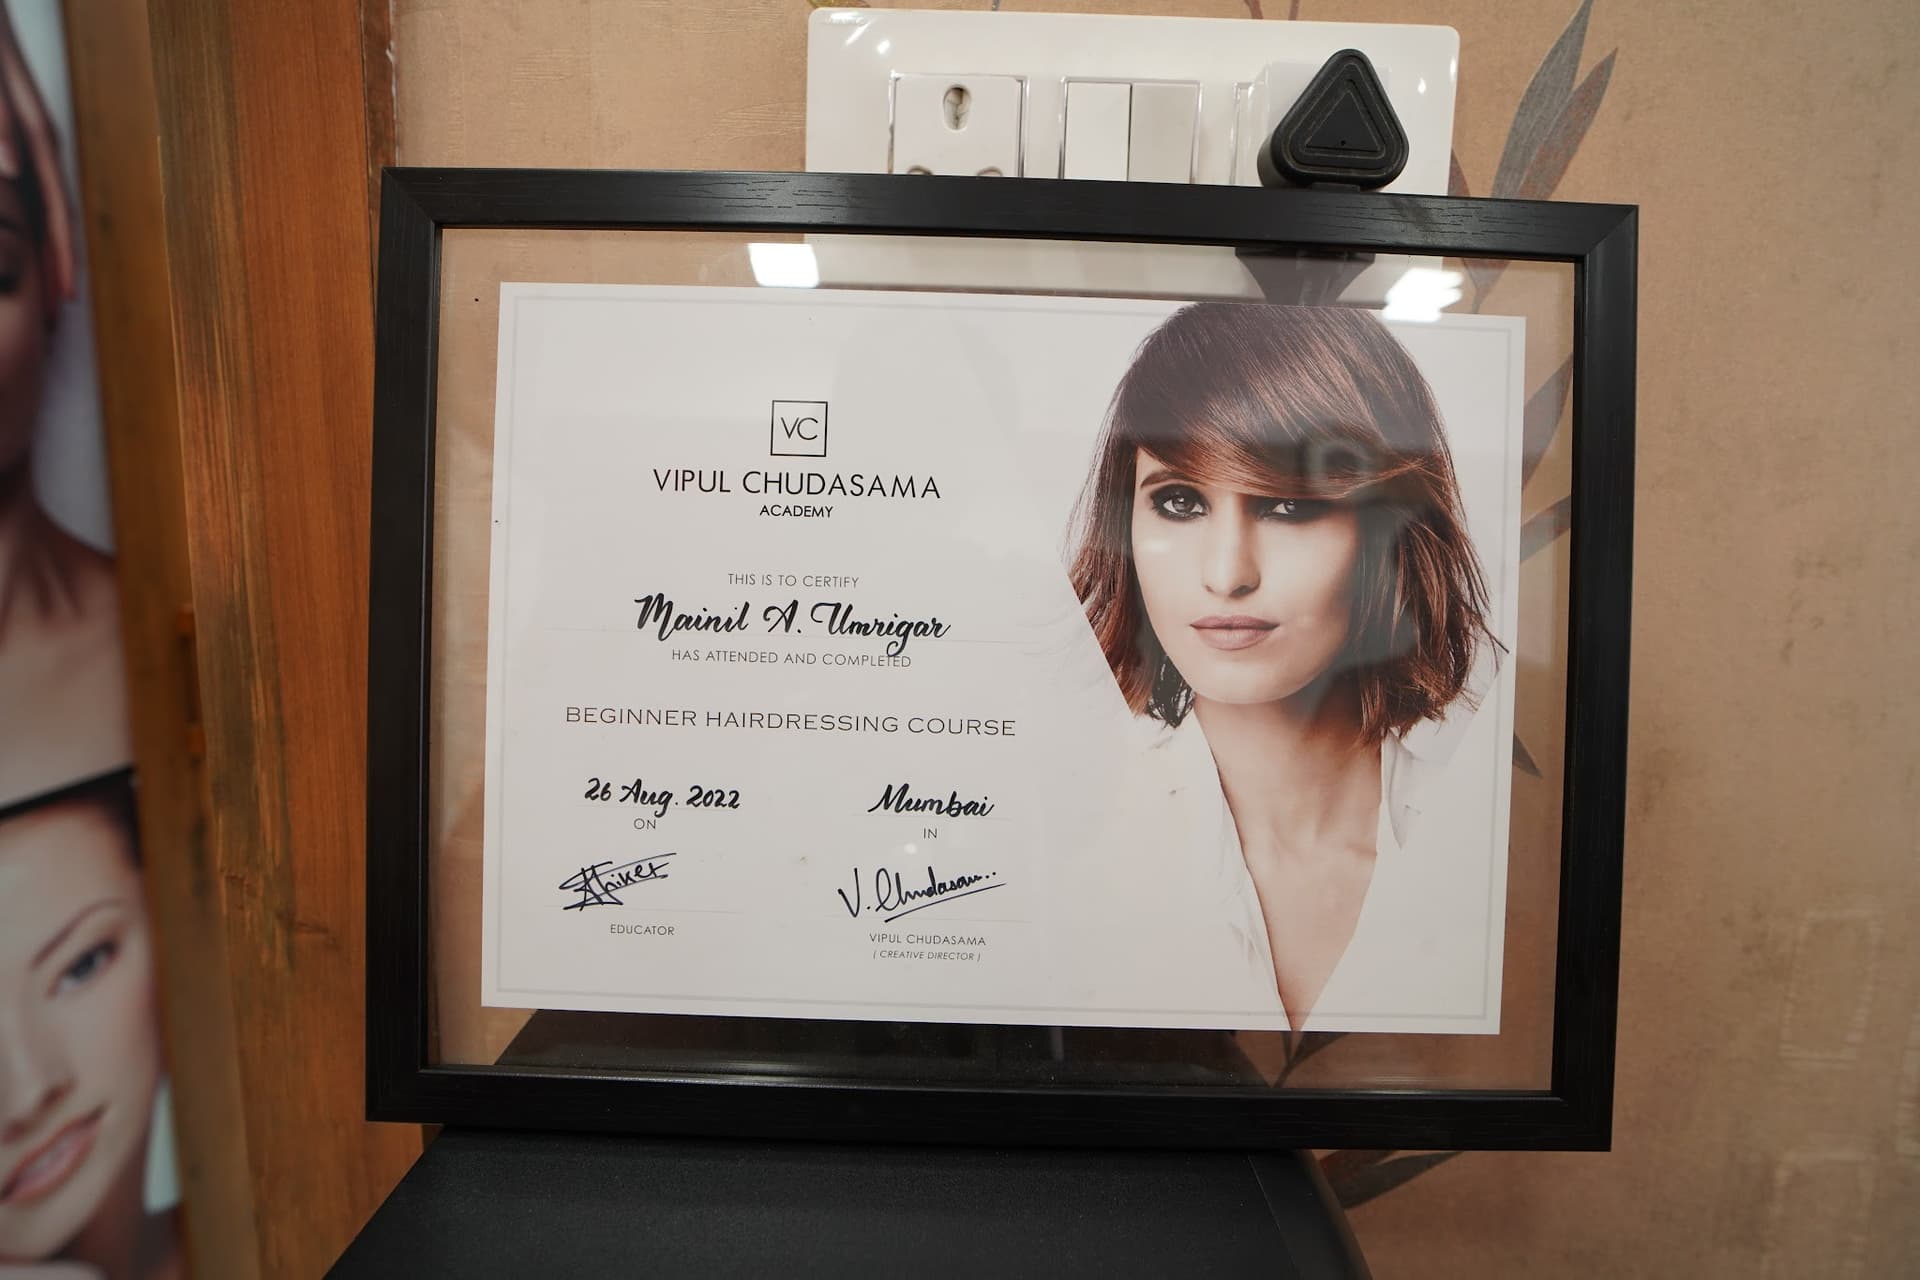 VC
VIPUL CHUDASAMA
ACADEMY
THIS IS TO CERTIFY
Mainil A. Umrigar
HAS ATTENDED AND COMPLETED
BEGINNER HAIRDRESSING COURSE
26 Aug. 2022 Mumbai
ON IN
V. Chudasama
EDUCATOR VIPUL CHUDASAMA
( CREATIVE DIRECTOR )